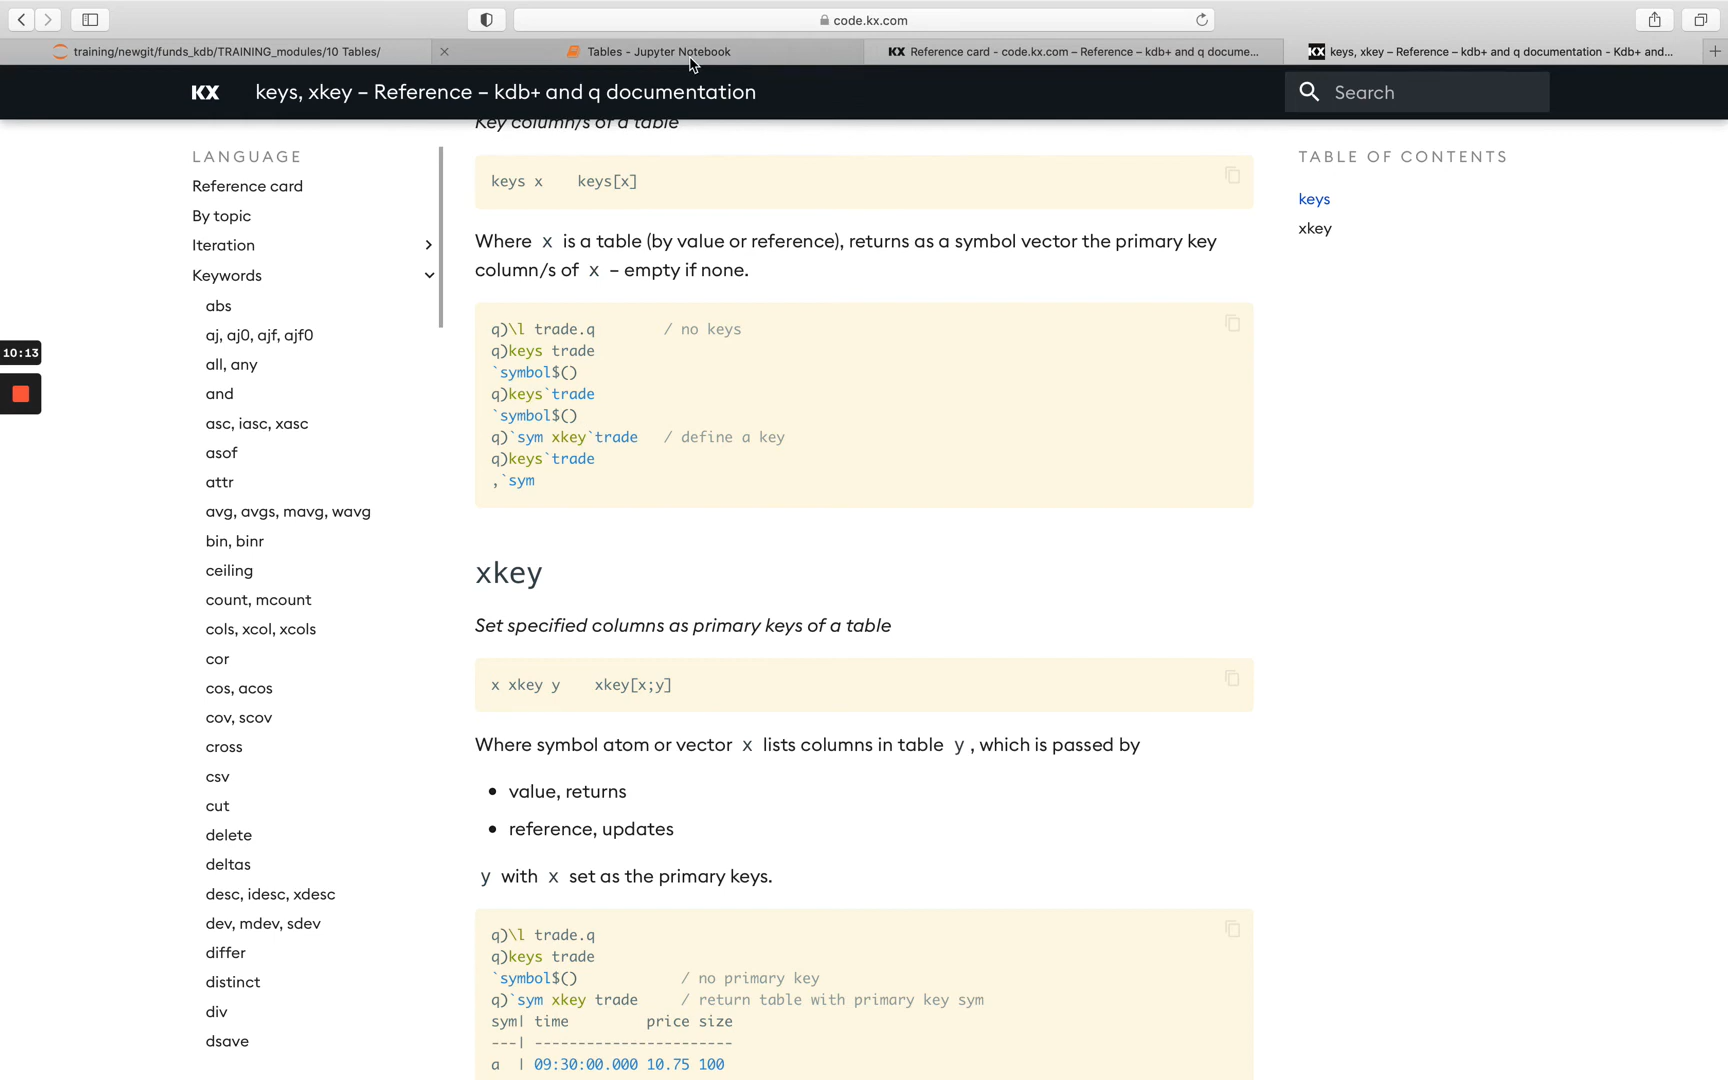 code.kx.com
training/newgit/funds_kdb/TRAINING_modules/10 Tables/
Tables - Jupyter Notebook
KX Reference card - code.kx.com – Reference – kdb+ and q docume...
KX keys, xkey – Reference – kdb+ and q documentation - Kdb+ and...
KX
keys, xkey – Reference – kdb+ and q documentation
Search
10:13
LANGUAGE
Reference card
By topic
Iteration
Keywords
abs
aj, aj0, ajf, ajf0
all, any
and
asc, iasc, xasc
asof
attr
avg, avgs, mavg, wavg
bin, binr
ceiling
count, mcount
cols, xcol, xcols
cor
cos, acos
cov, scov
cross
csv
cut
delete
deltas
desc, idesc, xdesc
dev, mdev, sdev
differ
distinct
div
dsave
Key column/s of a table
keys x    keys[x]
Where x is a table (by value or reference), returns as a symbol vector the primary key
column/s of x – empty if none.
q)\l trade.q        / no keys
q)keys trade
`symbol$()
q)keys`trade
`symbol$()
q)`sym xkey`trade   / define a key
q)keys`trade
,`sym
xkey
Set specified columns as primary keys of a table
x xkey y    xkey[x;y]
Where symbol atom or vector x lists columns in table y , which is passed by
• value, returns
• reference, updates
y with x set as the primary keys.
q)\l trade.q
q)keys trade
`symbol$()            / no primary key
q)`sym xkey trade     / return table with primary key sym
sym| time         price size
---| -----------------------
a  | 09:30:00.000 10.75 100
TABLE OF CONTENTS
keys
xkey